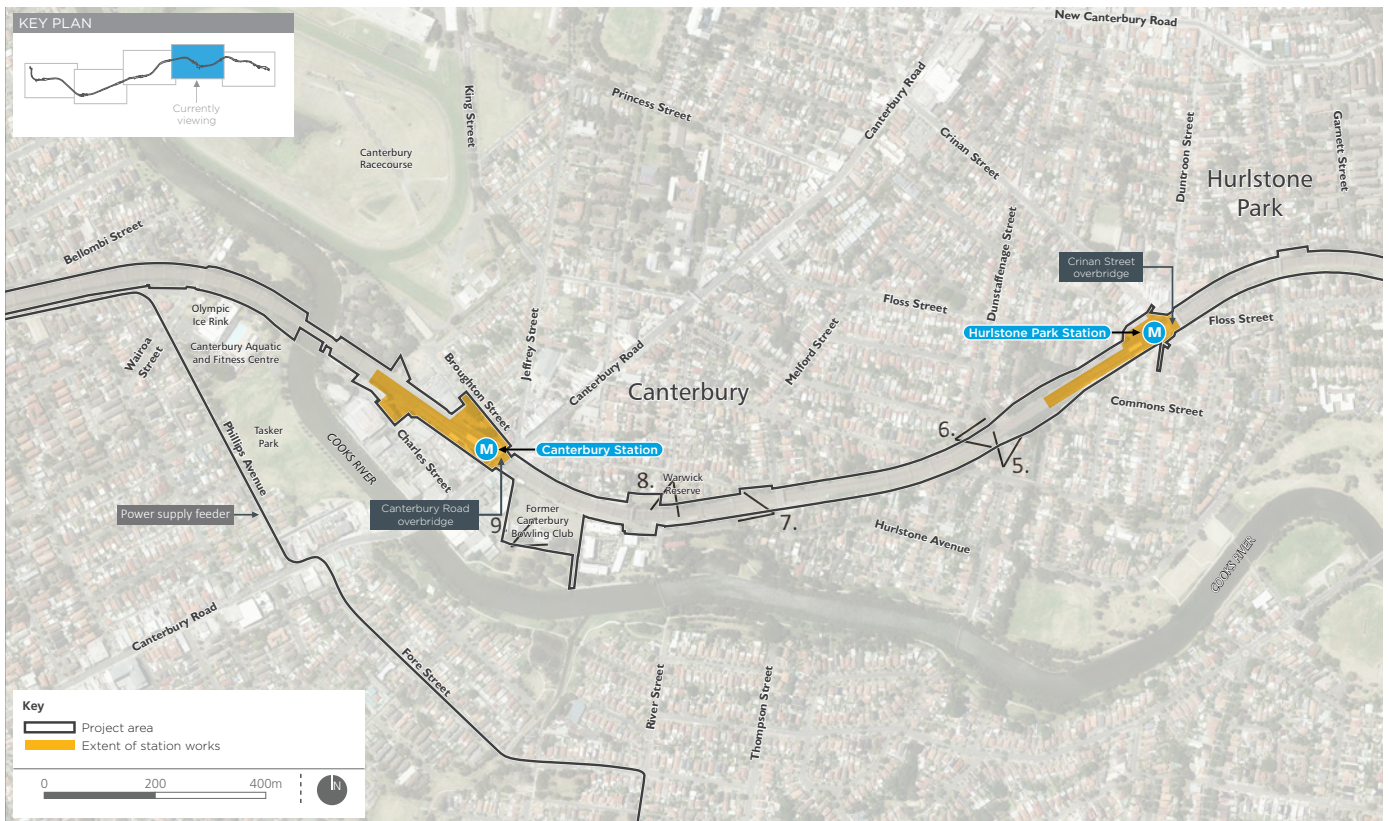 KEY PLAN
Currently
viewing
New Canterbury Road
King Street
Princess Street
Canterbury Road
Crinan Street
Duntroon Street
Garnett Street
Canterbury
Racecourse
Hurlstone
Park
Bellombi Street
Dunstaffenage Street
Crinan Street
overbridge
Olympic
Ice Rink
Floss Street
Floss Street
Hurlstone Park Station
M
Wairoa
Street
Canterbury Aquatic
and Fitness Centre
Jeffrey Street
Broughton Street
Canterbury Road
Melford Street
Canterbury
Commons Street
Tasker
Park
Phillips Avenue
COOKS RIVER
Charles Street
M
Canterbury Station
6.
5.
8.
Warwick
Reserve
7.
Power supply feeder
Canterbury Road
overbridge
9.
Former
Canterbury
Bowling Club
Hurlstone Avenue
COOKS RIVER
Canterbury Road
Fore Street
River Street
Thompson Street
Key
Project area
Extent of station works
0
200
400m
N